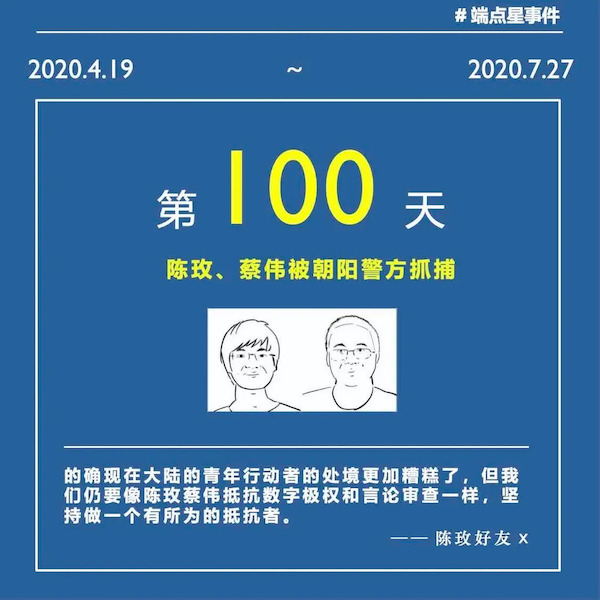 # 端点星事件
2020.4.19 ~ 2020.7.27
第 100 天
陈玫、蔡伟被朝阳警方抓捕
的确现在大陆的青年行动者的处境更加糟糕了，但我
们仍要像陈玫蔡伟抵抗数字极权和言论审查一样，坚
持做一个有所为的抵抗者。
—— 陈玫好友 x